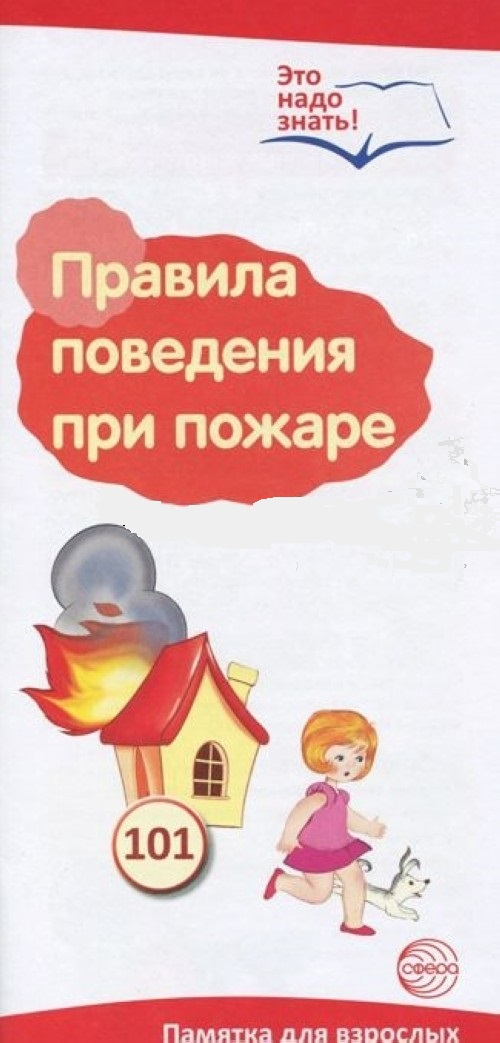 Это
надо
знать!
Правила
поведения
при пожаре
101
сфера
Памятка для взрослых